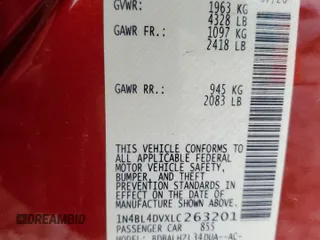 GVWR: 1963 KG
4328 LB
GAWR FR.: 1097 KG
2418 LB
GAWR RR.: 945 KG
2083 LB
THIS VEHICLE CONFORMS TO ALL
APPLICABLE FEDERAL MOTOR
VEHICLE SAFETY,
BUMPER, AND THEFT
PREVENTION STANDARDS
IN EFFECT ON THE DATE OF
MANUFACTURE SHOWN ABOVE.
1N4BL4DVXLC263201
PASSENGER CAR 855
DREAMBID